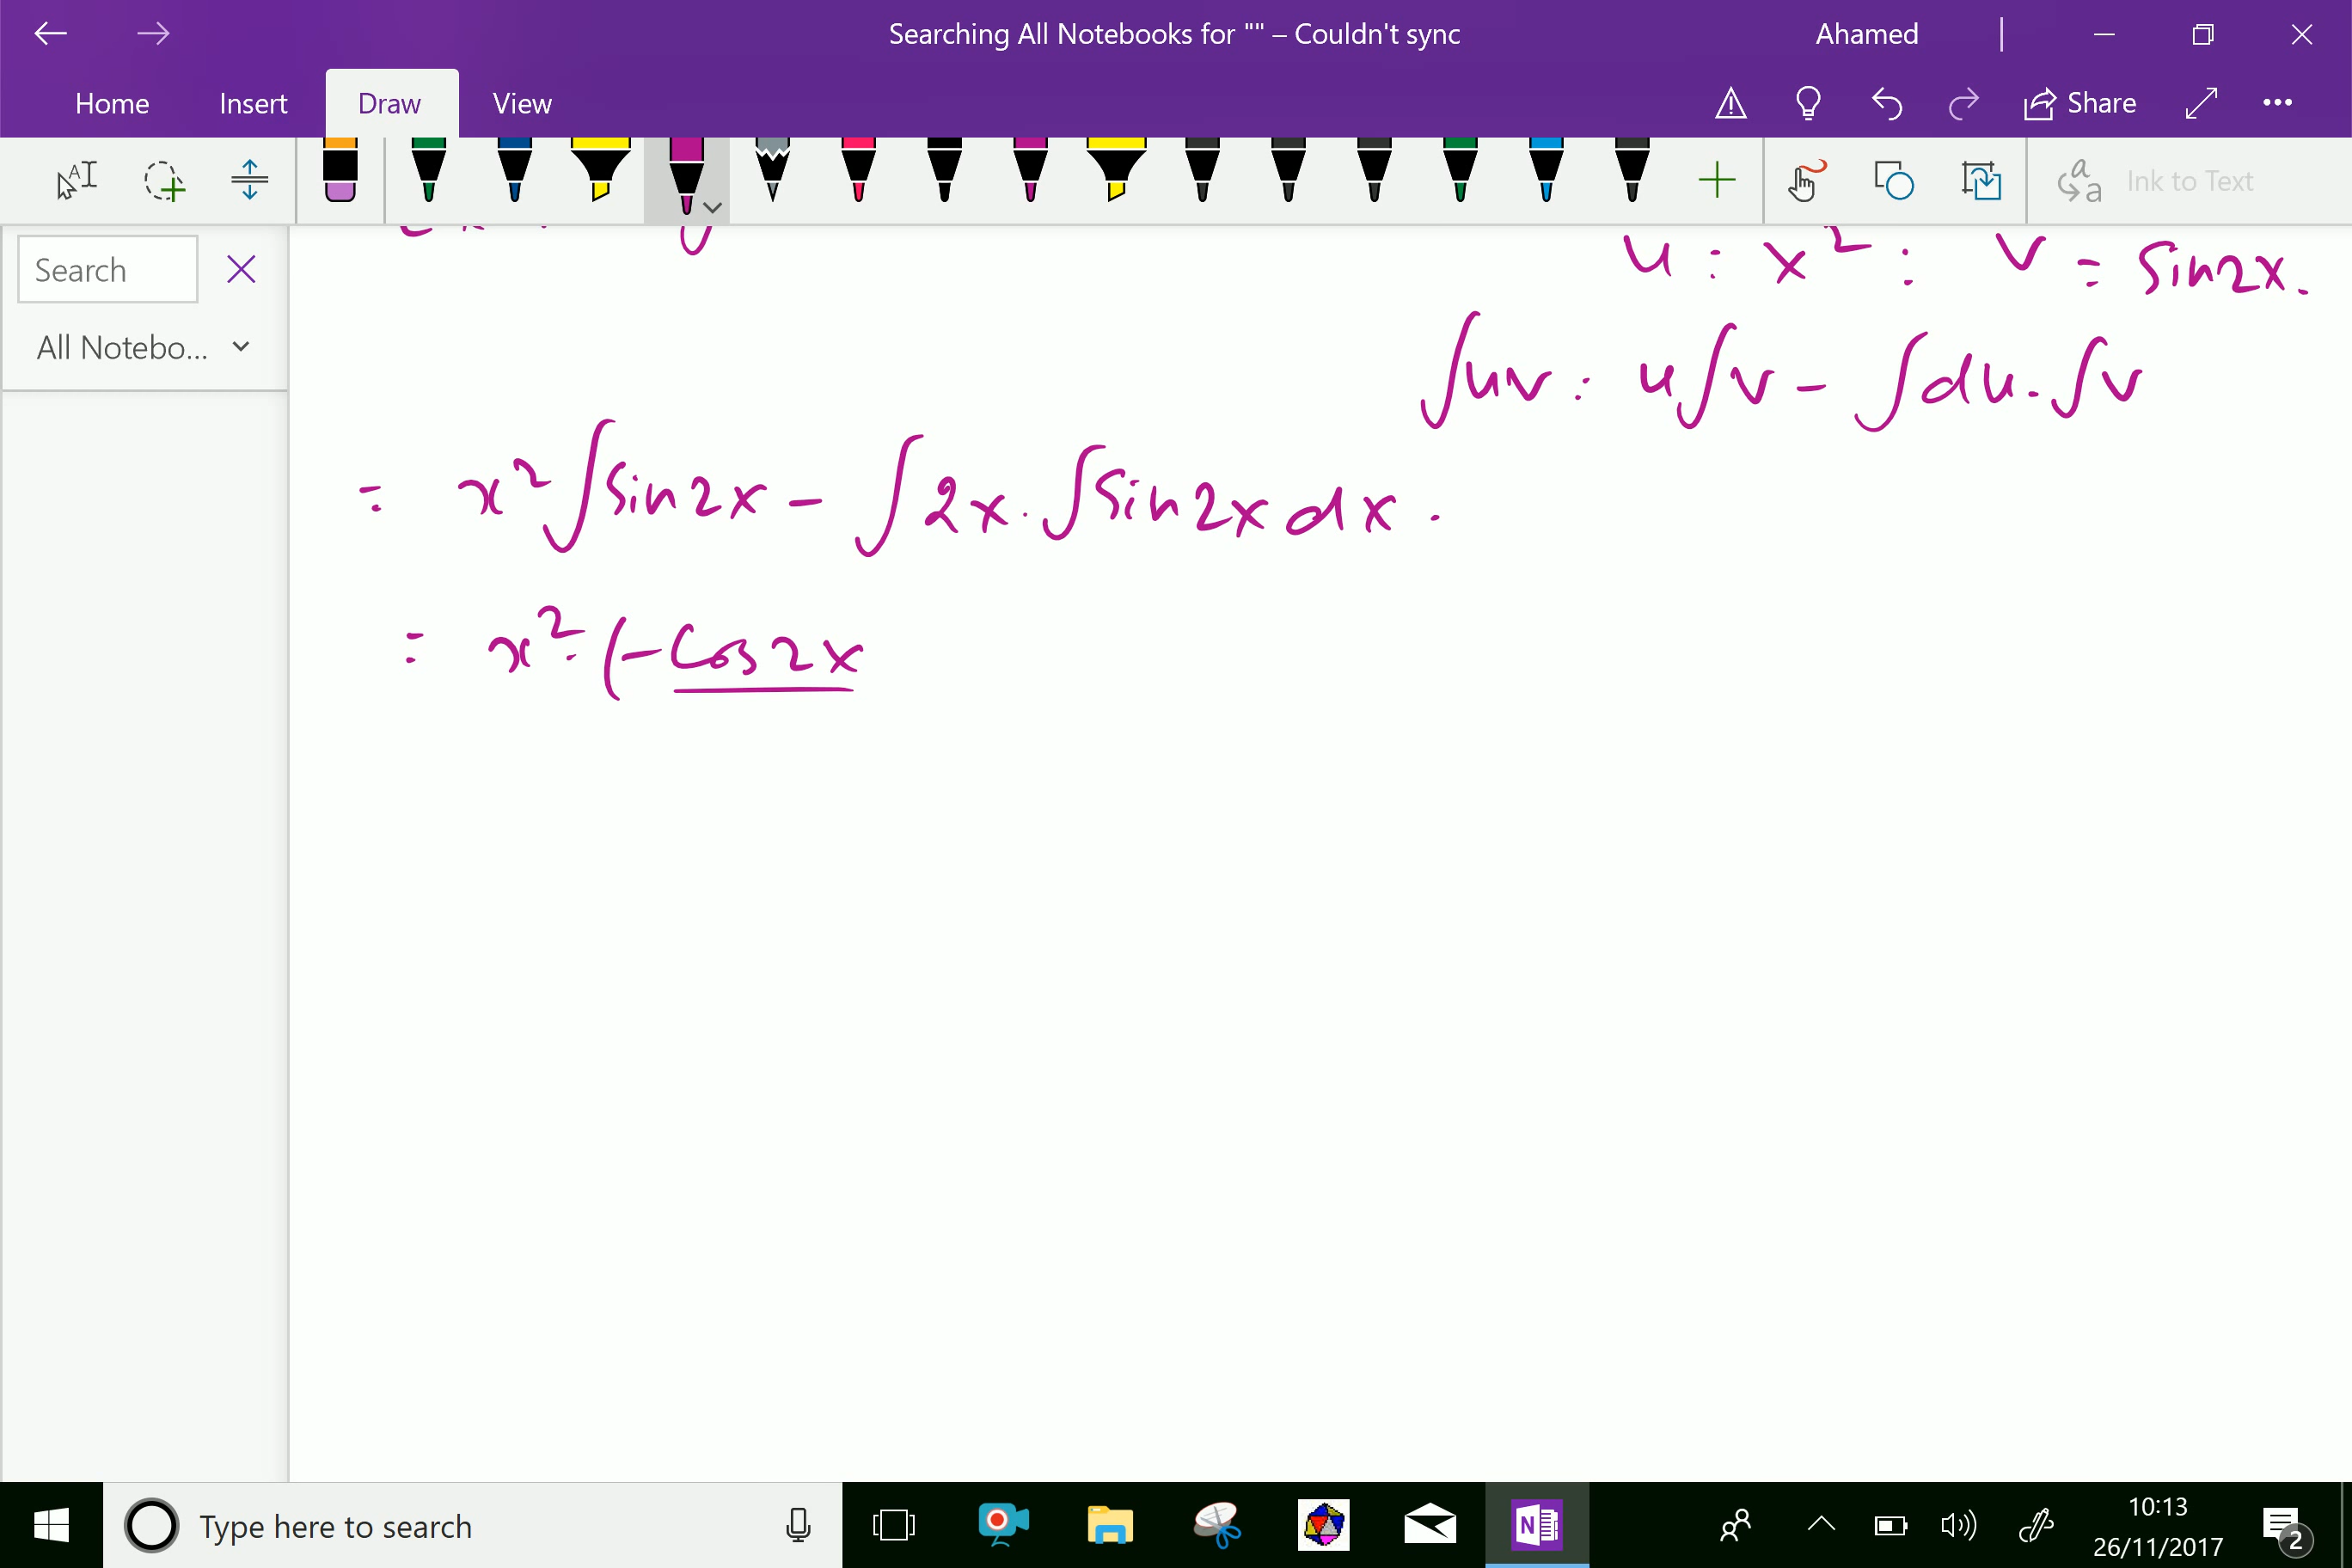 Searching All Notebooks for "" – Couldn't sync
Ahamed
Home Insert Draw View
Share
Ink to Text
Search
All Notebo...
u : x² : v = sin2x.
∫uv : u∫v - ∫du.∫v
= x²∫sin2x - ∫2x.∫sin2x dx .
= x². (-cos2x
Type here to search
N
10:13
26/11/2017
2